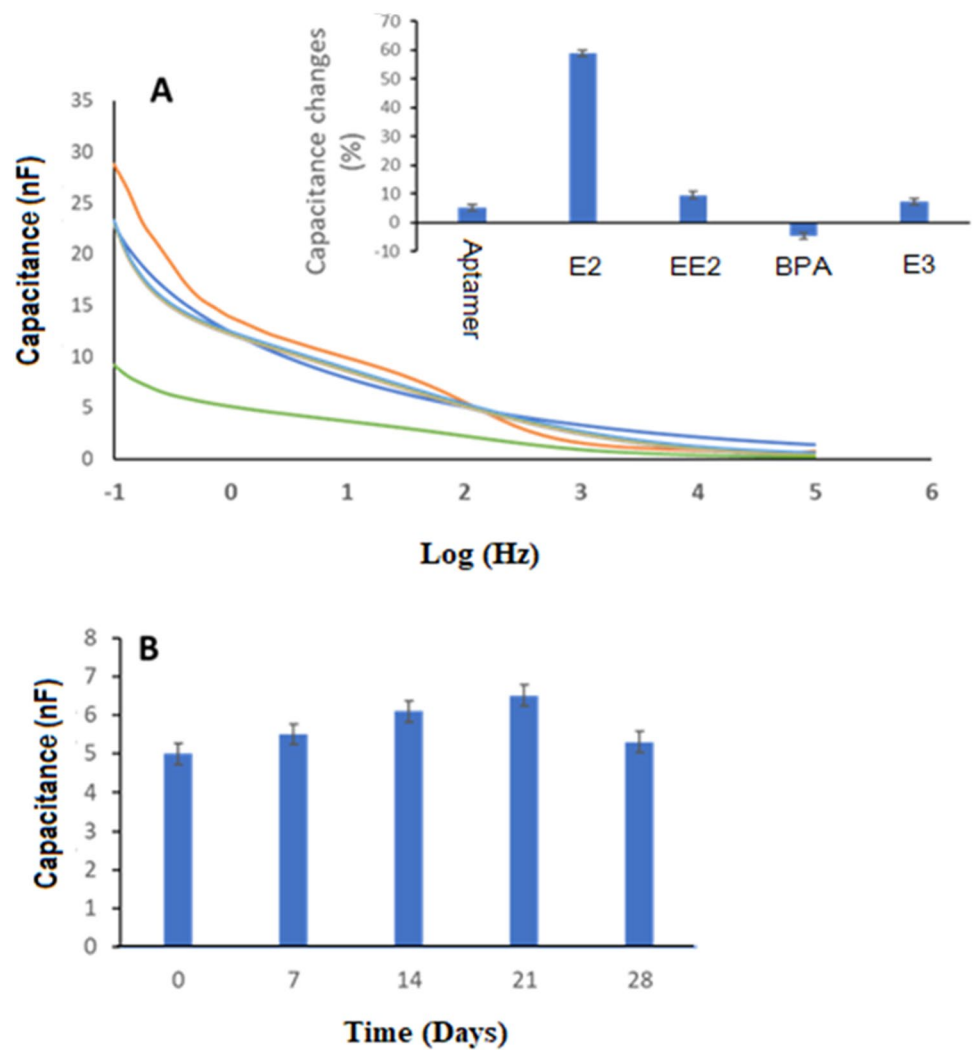 A
Capacitance (nF)
35
30
25
20
15
10
5
0
-1 0 1 2 3 4 5 6
Log (Hz)
Capacitance changes
(%)
70
60
50
40
30
20
10
0
-10
Aptamer E2 EE2 BPA E3
B
Capacitance (nF)
8
7
6
5
4
3
2
1
0
0 7 14 21 28
Time (Days)